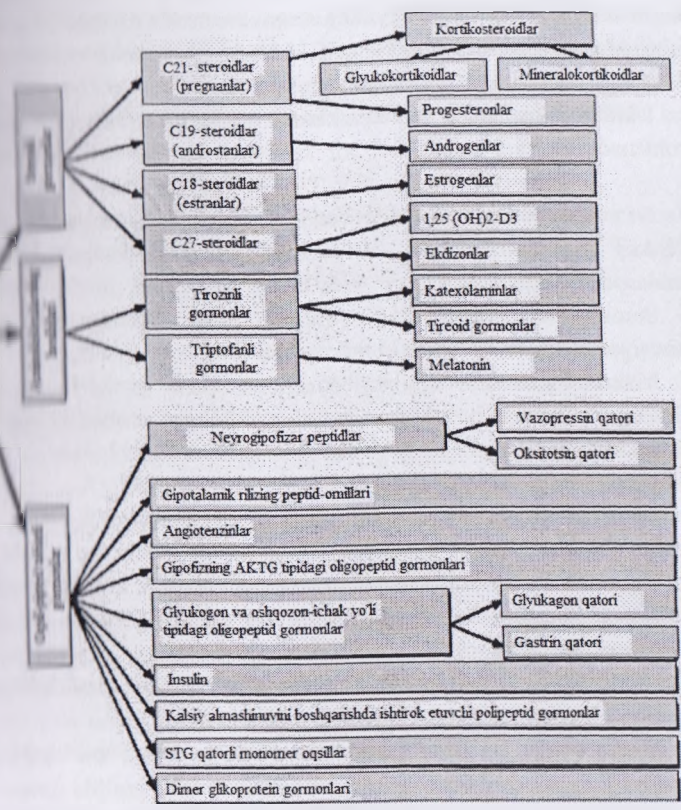 Kortikosteroidlar
C21- steroidlar
(pregnanlar)
Glyukokortikoidlar
Mineralokortikoidlar
Progesteronlar
C19-steroidlar
(androstanlar)
Androgenlar
C18-steroidlar
(estranlar)
Estrogenlar
1,25 (OH)2-D3
C27-steroidlar
Ekdizonlar
Tirozinli
gormonlar
Katexolaminlar
Tireoid gormonlar
Triptofanli
gormonlar
Melatonin
Neyrogipofizar peptidlar
Vazopressin qatori
Oksitotsin qatori
Gipotalamik rilizing peptid-omillari
Angiotenzinlar
Gipofizning AKTG tipidagi oligopeptid gormonlari
gormonlar
Glyukogon va oshqozon-ichak yo'li
tipidagi oligopeptid gormonlar
Glyukagon qatori
Gastrin qatori
Insulin
Kalsiy almashinuvini boshqarishda ishtirok etuvchi polipeptid gormonlar
STG qatorli monomer oqsillar
Dimer glikoprotein gormonlari